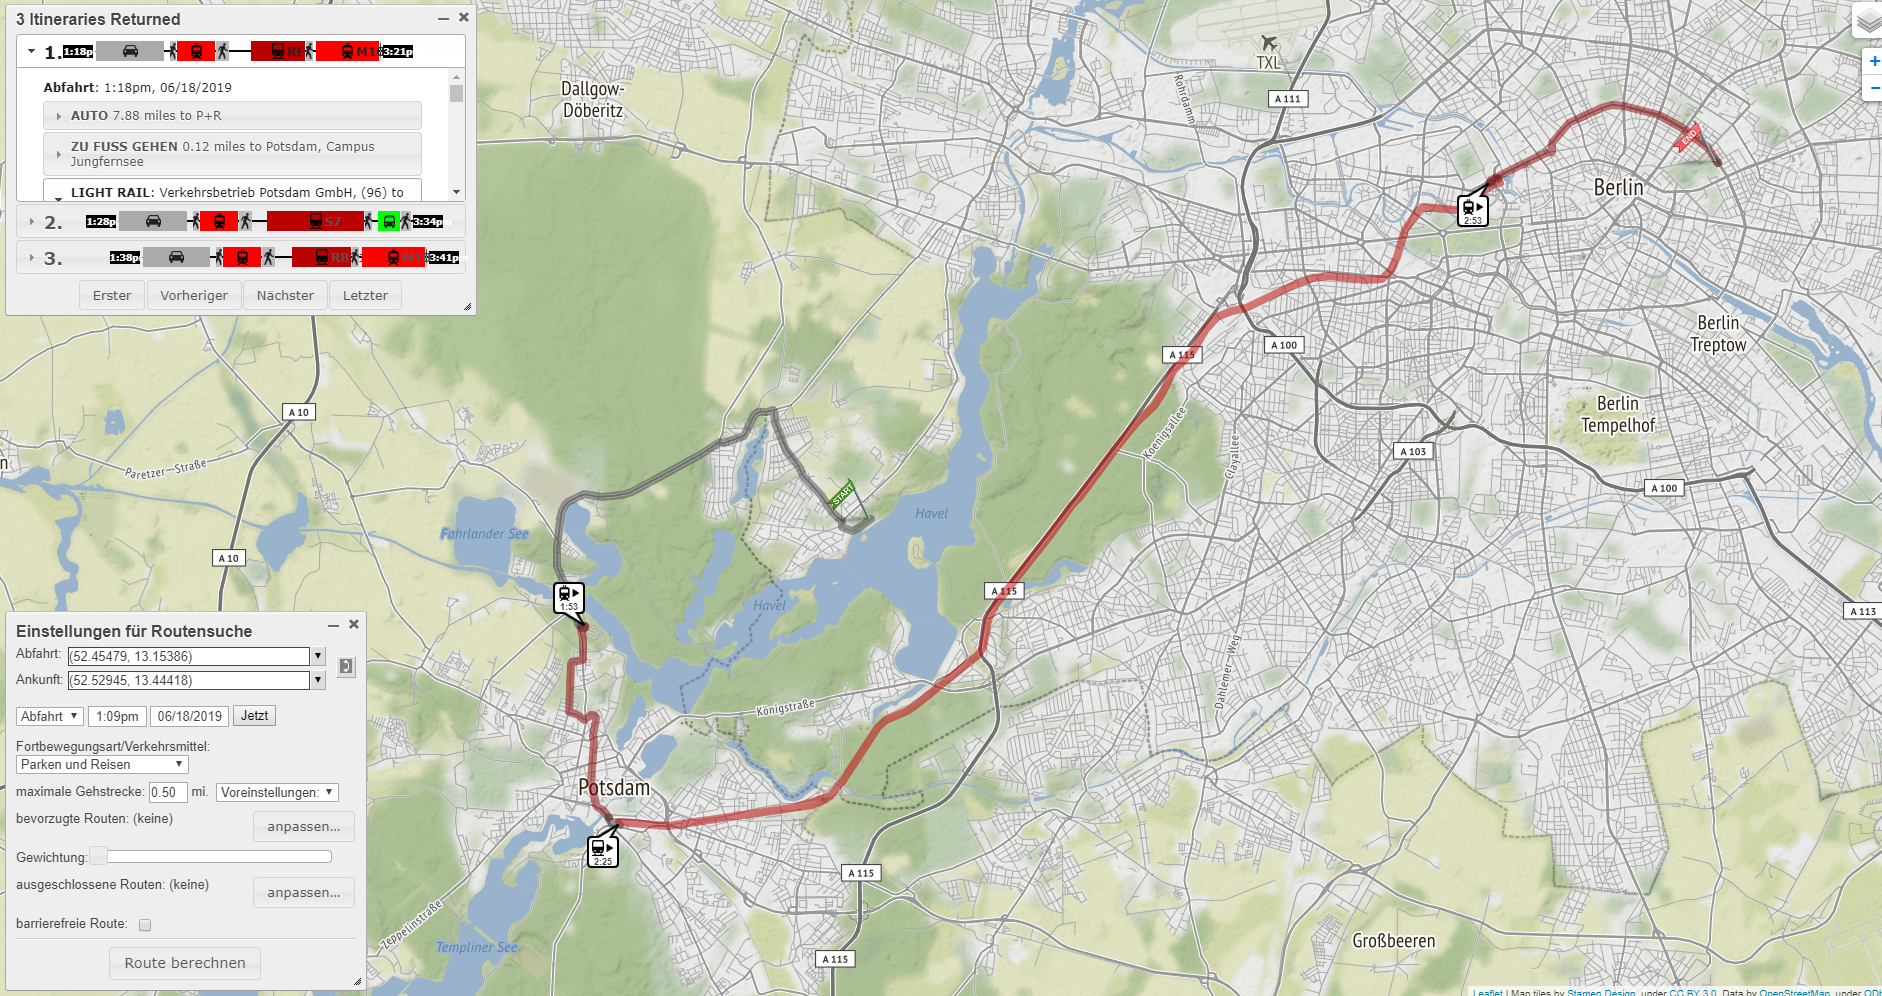 3 Itineraries Returned
1. 1:18p 3:21p
Abfahrt: 1:18pm, 06/18/2019
AUTO 7.88 miles to P+R
ZU FUSS GEHEN 0.12 miles to Potsdam, Campus
Jungfernsee
LIGHT RAIL: Verkehrsbetrieb Potsdam GmbH, (96) to
2. 1:28p S7 3:34p
3. 1:38p RB 3:41p
Erster Vorheriger Nächster Letzter
Einstellungen für Routensuche
Abfahrt: (52.45479, 13.15386)
Ankunft: (52.52945, 13.44418)
Abfahrt 1:09pm 06/18/2019 Jetzt
Fortbewegungsart/Verkehrsmittel:
Parken und Reisen
maximale Gehstrecke: 0.50 mi. Voreinstellungen:
bevorzugte Routen: (keine)
anpassen...
Gewichtung:
ausgeschlossene Routen: (keine)
anpassen...
barrierefreie Route:
Route berechnen
Dallgow-
Döberitz
TXL
Rohrdamm
A 111
END
Berlin
2:53
Berlin
Treptow
A 100
A 115
Berlin
Tempelhof
Koenigsallee
Clayallee
A 103
A 100
A 10
Paretzer-Straße
START
Havel
Fahrlander See
A 10
1:53
Havel
A 115
A 113
Dahlemer-Weg
Königstraße
Potsdam
2:25
A 115
Zeppelinstraße
Templiner See
Großbeeren
A 115
+
−
Leaflet | Map tiles by Stamen Design, under CC BY 3.0. Data by OpenStreetMap, under